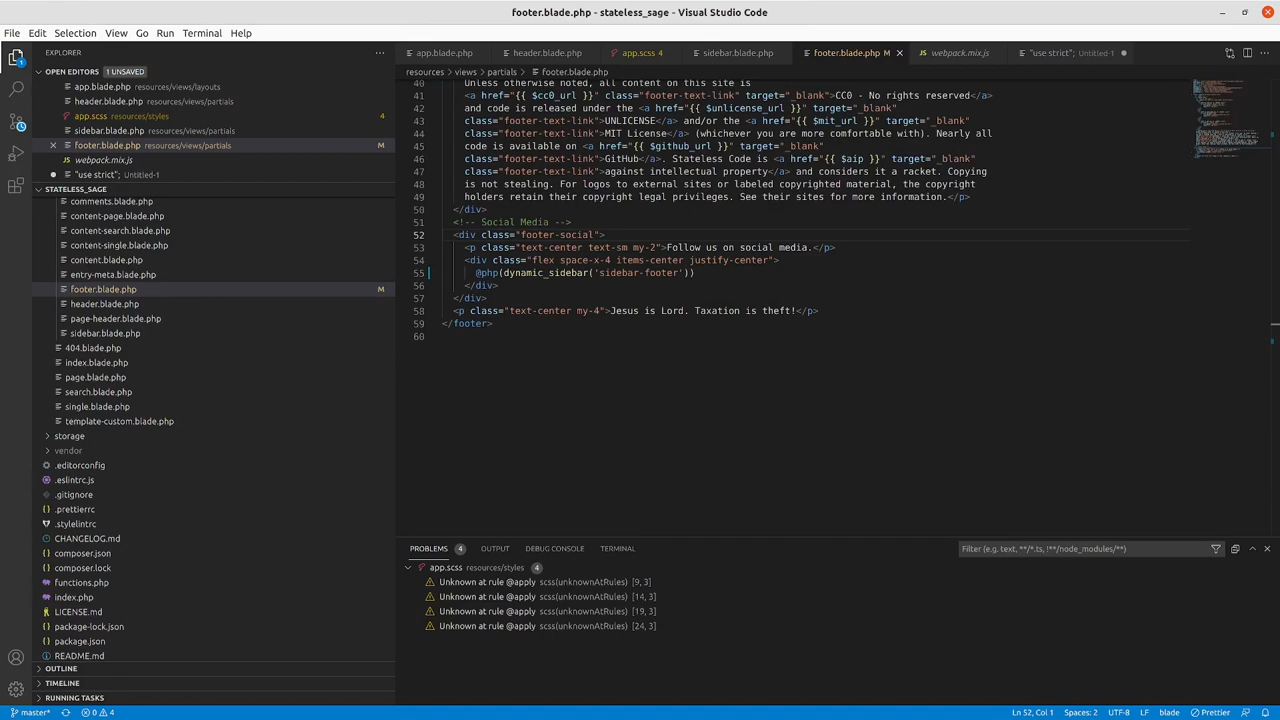 footer.blade.php - stateless_sage - Visual Studio Code
File Edit Selection View Go Run Terminal Help
EXPLORER
OPEN EDITORS 1 UNSAVED
app.blade.php resources/views/layouts
header.blade.php resources/views/partials
app.scss resources/styles 4
sidebar.blade.php resources/views/partials
footer.blade.php resources/views/partials M
webpack.mix.js
"use strict"; Untitled-1
STATELESS_SAGE
comments.blade.php
content-page.blade.php
content-search.blade.php
content-single.blade.php
content.blade.php
entry-meta.blade.php
footer.blade.php M
header.blade.php
page-header.blade.php
sidebar.blade.php
404.blade.php
index.blade.php
page.blade.php
search.blade.php
single.blade.php
template-custom.blade.php
storage
vendor
.editorconfig
.eslintrc.js
.gitignore
.prettierrc
.stylelintrc
CHANGELOG.md
composer.json
composer.lock
functions.php
index.php
LICENSE.md
package-lock.json
package.json
README.md
OUTLINE
TIMELINE
RUNNING TASKS
app.blade.php header.blade.php app.scss 4 sidebar.blade.php footer.blade.php M webpack.mix.js "use strict"; Untitled-1
resources > views > partials > footer.blade.php
40 Unless otherwise noted, all content on this site is
41 <a href="{{ $cc0_url }}" class="footer-text-link" target="_blank">CC0 - No rights reserved</a>
42 and code is released under the <a href="{{ $unlicense_url }}" target="_blank"
43 class="footer-text-link">UNLICENSE</a> and/or the <a href="{{ $mit_url }}" target="_blank"
44 class="footer-text-link">MIT License</a> (whichever you are more comfortable with). Nearly all
45 code is available on <a href="{{ $github_url }}" target="_blank"
46 class="footer-text-link">GitHub</a>. Stateless Code is <a href="{{ $aip }}" target="_blank"
47 class="footer-text-link">against intellectual property</a> and considers it a racket. Copying
48 is not stealing. For logos to external sites or labeled copyrighted material, the copyright
49 holders retain their copyright legal privileges. See their sites for more information.</p>
50 </div>
51 <!-- Social Media -->
52 <div class="footer-social">
53 <p class="text-center text-sm my-2">Follow us on social media.</p>
54 <div class="flex space-x-4 items-center justify-center">
55 @php(dynamic_sidebar('sidebar-footer'))
56 </div>
57 </div>
58 <p class="text-center my-4">Jesus is Lord. Taxation is theft!</p>
59 </footer>
60
PROBLEMS 4 OUTPUT DEBUG CONSOLE TERMINAL Filter (e.g. text, **/*.ts, !**/node_modules/**)
app.scss resources/styles 4
Unknown at rule @apply scss(unknownAtRules) [9, 3]
Unknown at rule @apply scss(unknownAtRules) [14, 3]
Unknown at rule @apply scss(unknownAtRules) [19, 3]
Unknown at rule @apply scss(unknownAtRules) [24, 3]
master* 0 4 Ln 52, Col 1 Spaces: 2 UTF-8 LF blade Prettier